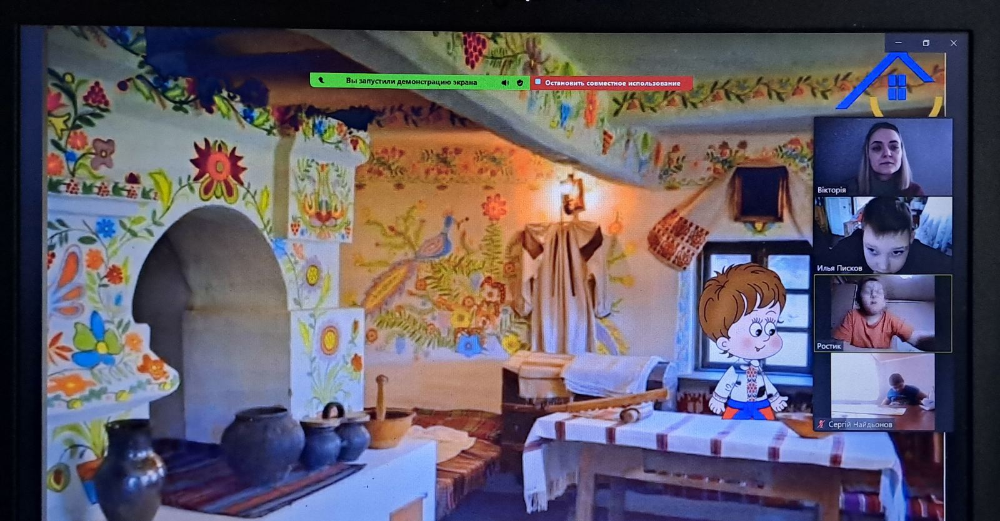 Вы запустили демонстрацию экрана
Остановить совместное использование
Вікторія
Илья Писков
Ростик
Сергій Найдьонов